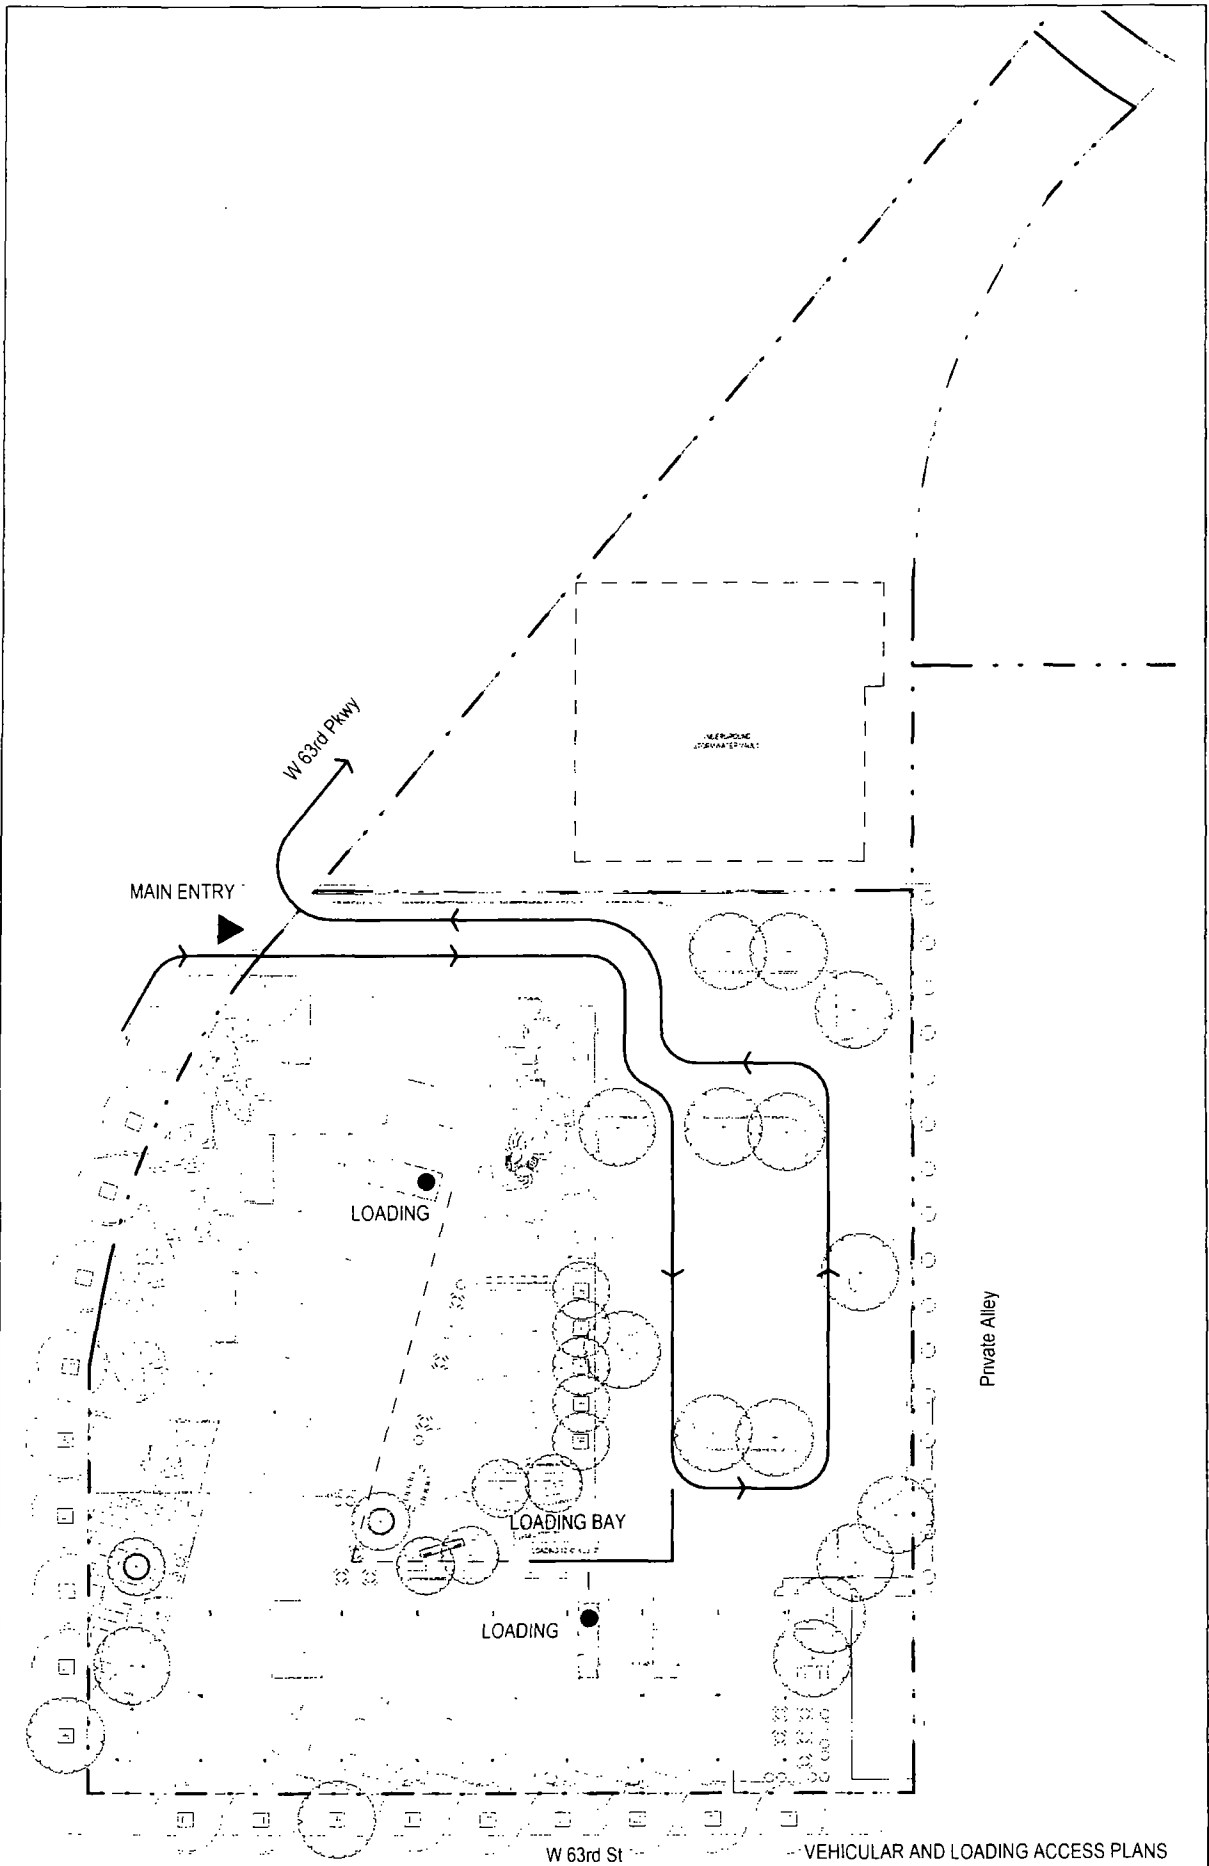 W 63rd Pkwy
MAIN ENTRY
LOADING
Private Alley
LOADING BAY
LOADING
W 63rd St
VEHICULAR AND LOADING ACCESS PLANS